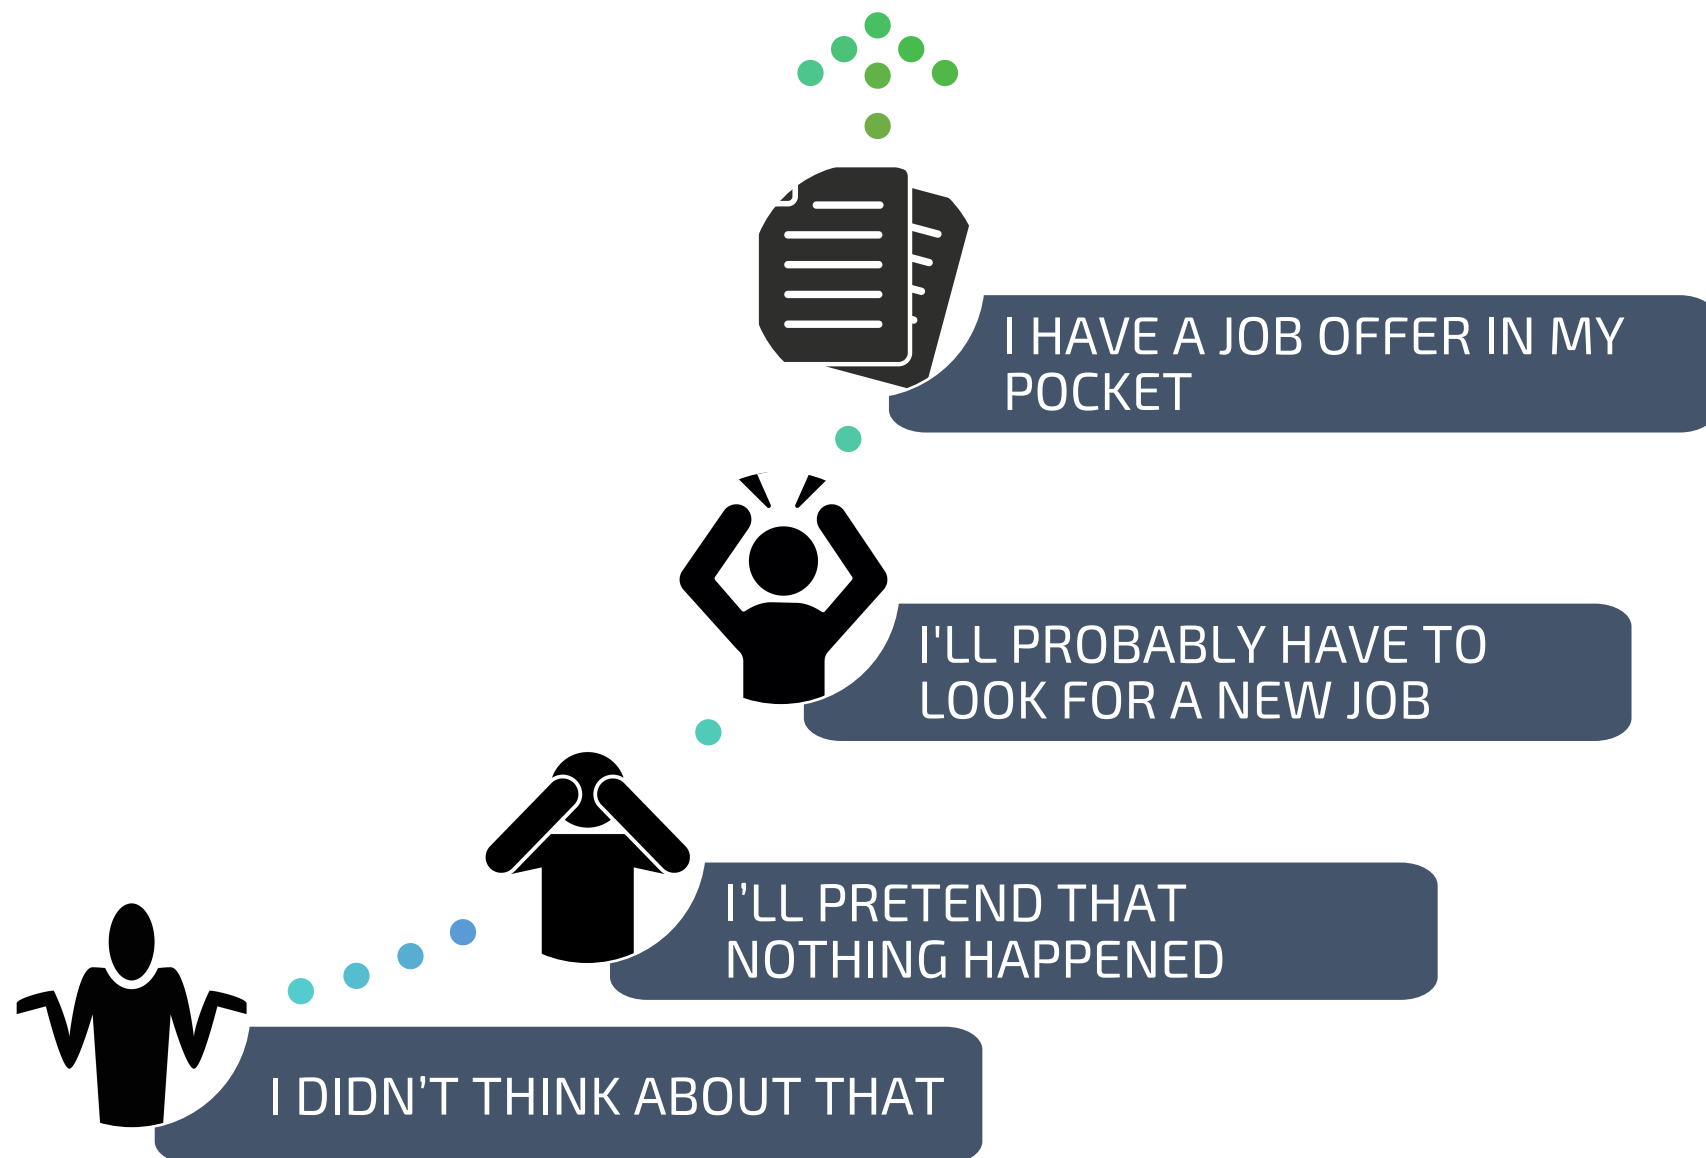 I HAVE A JOB OFFER IN MY
POCKET
I'LL PROBABLY HAVE TO
LOOK FOR A NEW JOB
I’LL PRETEND THAT
NOTHING HAPPENED
I DIDN’T THINK ABOUT THAT